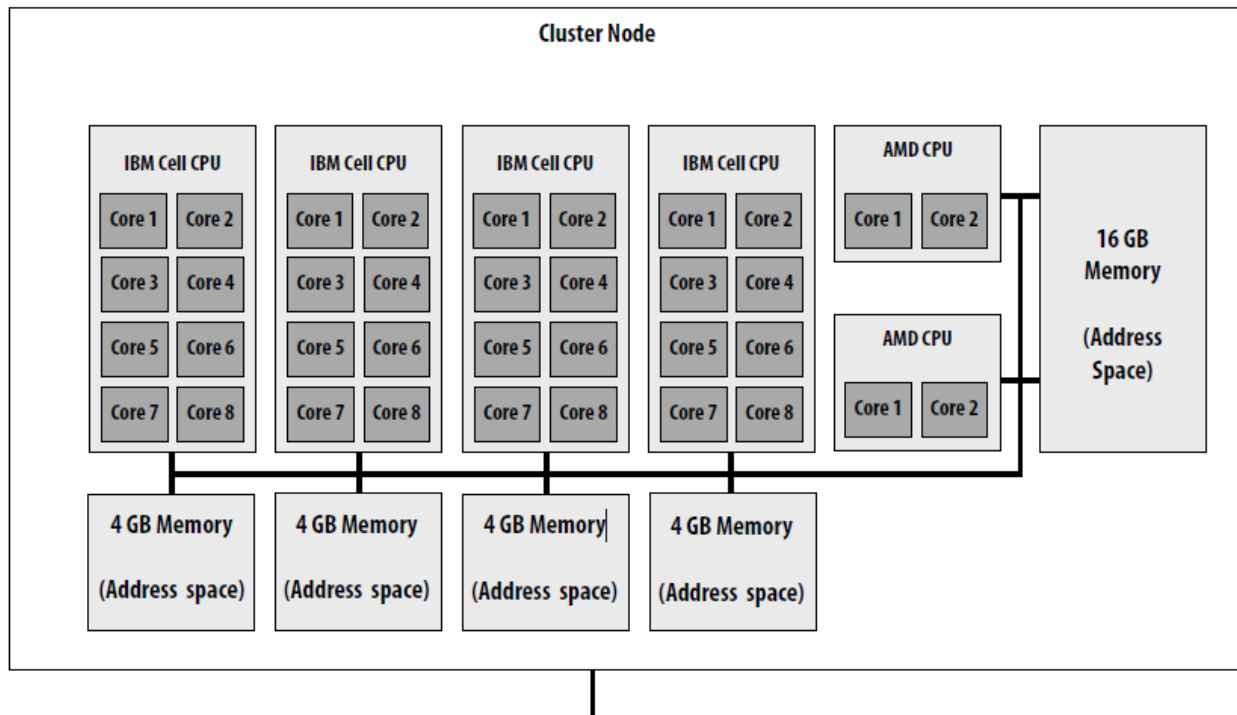 Cluster Node
IBM Cell CPU
Core 1 Core 2
Core 3 Core 4
Core 5 Core 6
Core 7 Core 8
IBM Cell CPU
Core 1 Core 2
Core 3 Core 4
Core 5 Core 6
Core 7 Core 8
IBM Cell CPU
Core 1 Core 2
Core 3 Core 4
Core 5 Core 6
Core 7 Core 8
IBM Cell CPU
Core 1 Core 2
Core 3 Core 4
Core 5 Core 6
Core 7 Core 8
AMD CPU
Core 1 Core 2
AMD CPU
Core 1 Core 2
16 GB
Memory
(Address
Space)
4 GB Memory
(Address space)
4 GB Memory
(Address space)
4 GB Memory
(Address space)
4 GB Memory
(Address space)